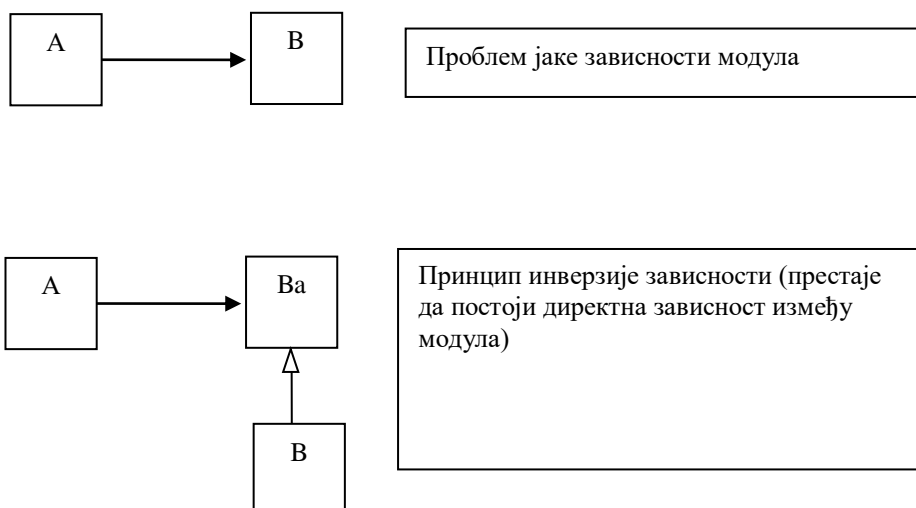 A
B
Проблем јаке зависности модула
A
Ba
Принцип инверзије зависности (престаје
да постоји директна зависност између
модула)
B